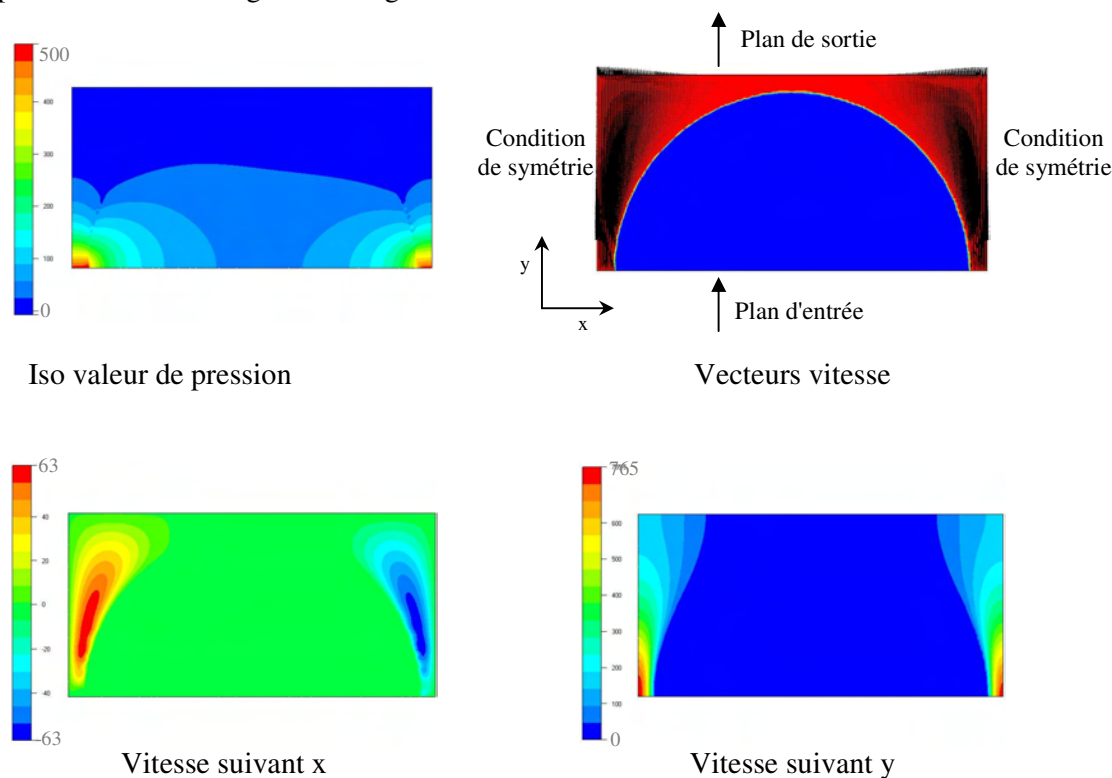 Plan de sortie
500
400
300
200
100
0
Condition
de symétrie
Condition
de symétrie
y
x
Plan d'entrée
Iso valeur de pression
Vecteurs vitesse
63
40
20
0
-20
-40
-63
765
600
500
400
300
200
100
0
Vitesse suivant x
Vitesse suivant y